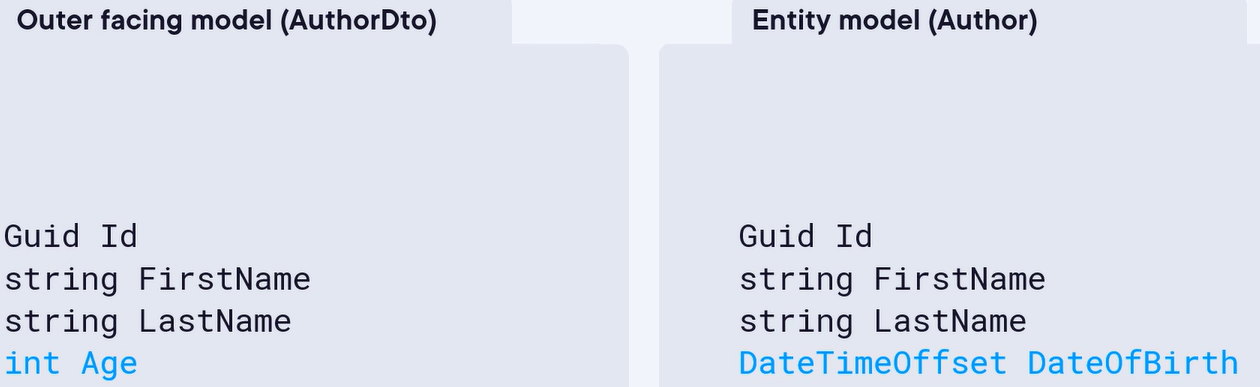 Outer facing model (AuthorDto)
Guid Id
string FirstName
string LastName
int Age
Entity model (Author)
Guid Id
string FirstName
string LastName
DateTimeOffset DateOfBirth